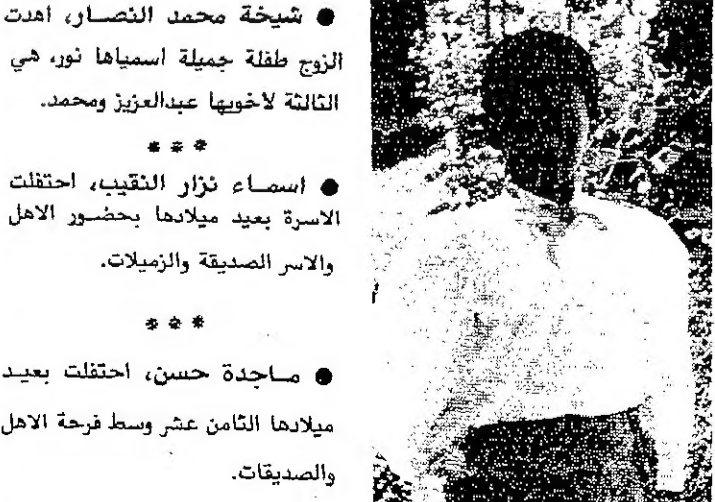 ● شيخة محمد النصار، اهدت
الزوج طفلة جميلة اسمياها نور، هي
الثالثة لاخويها عبدالعزيز ومحمد.
* * *
● اسماء نزار النقيب، احتفلت
الاسرة بعيد ميلادها بحضور الاهل
والاسر الصديقة والزميلات.
* * *
● ماجدة حسن، احتفلت بعيد
ميلادها الثامن عشر وسط فرحة الاهل
والصديقات.